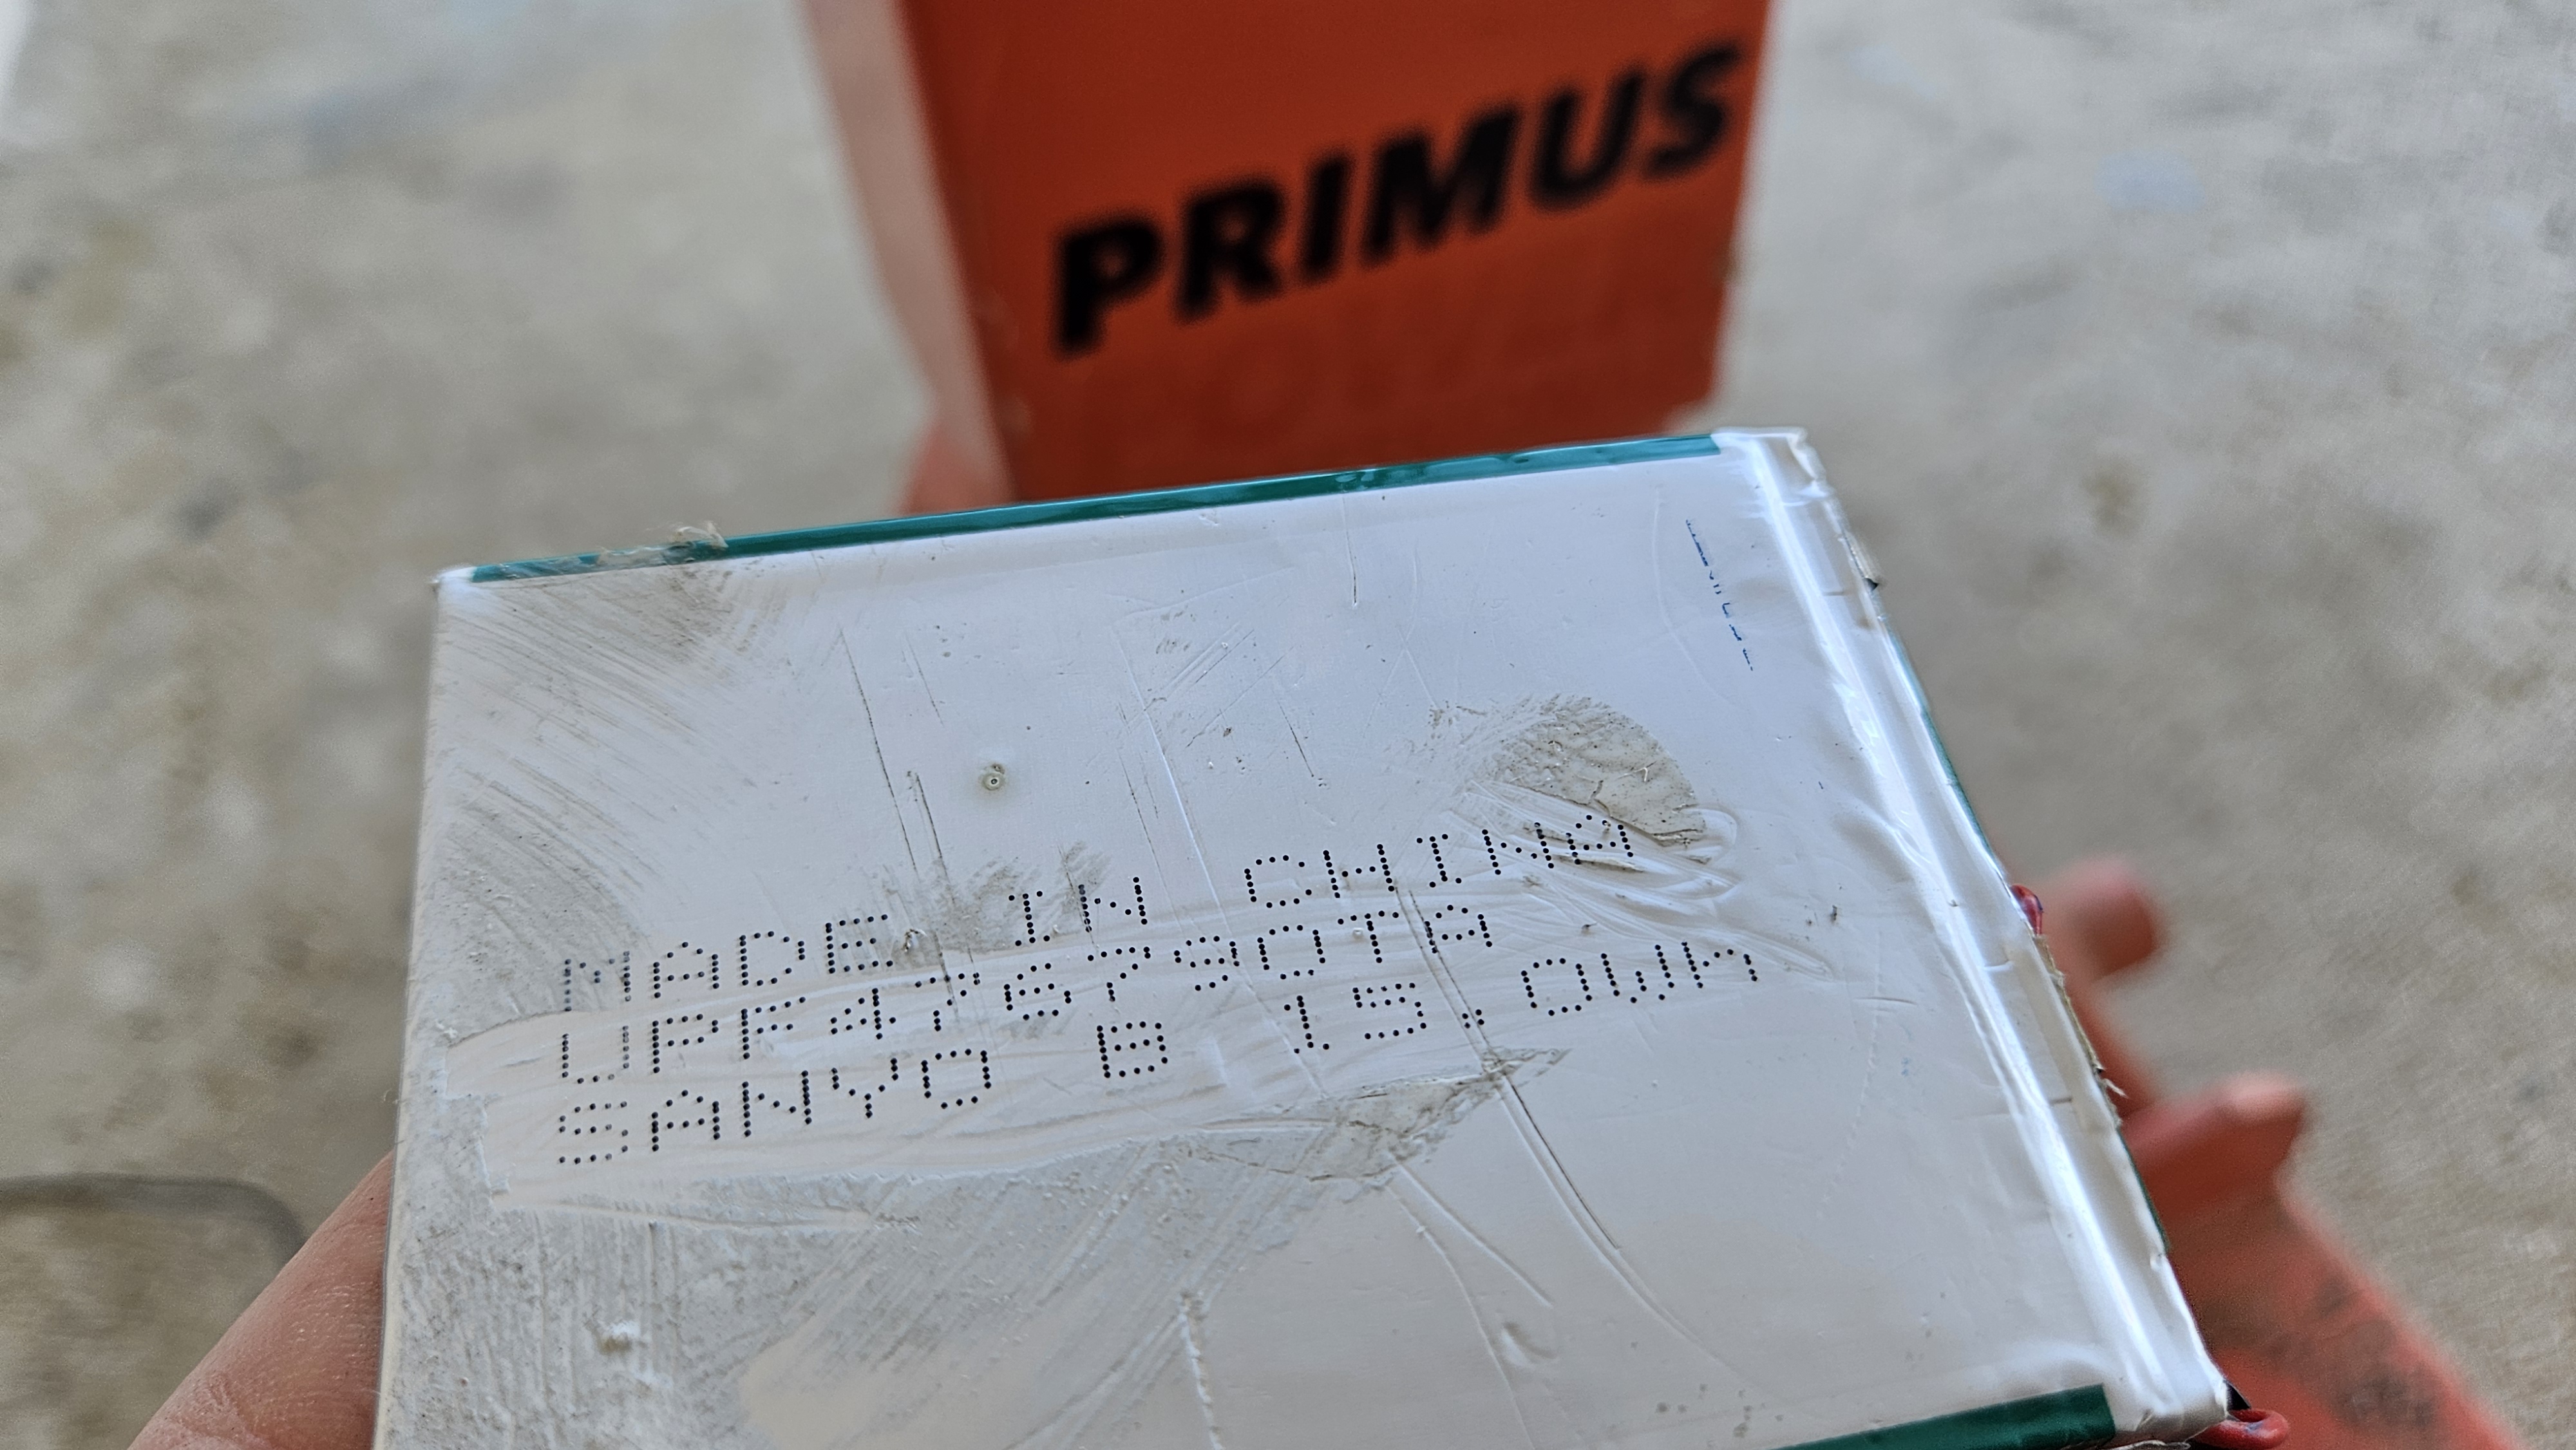 PRIMUS
MADE IN CHINA
UPF476790TA
SANYO B 15.0Wh